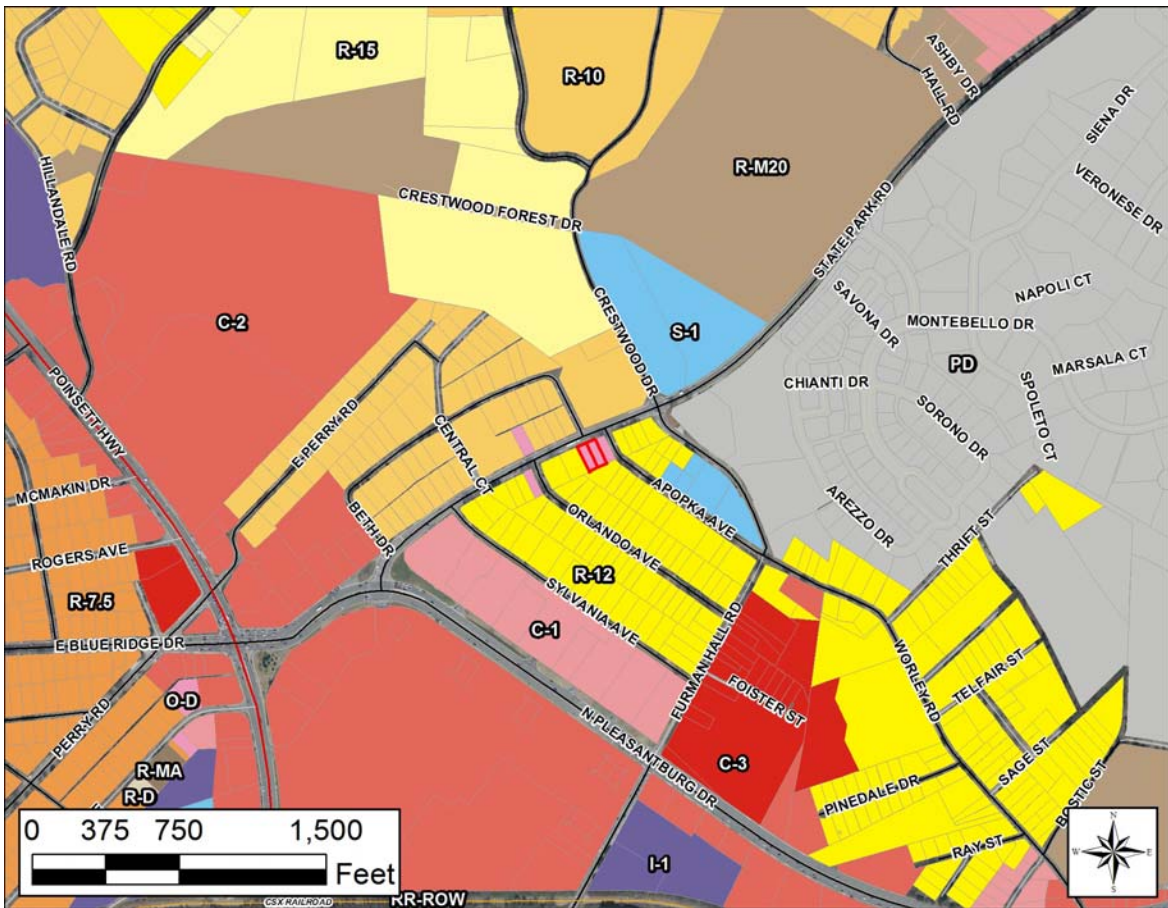 R-15
R-10
ASHBY DR
HALL RD
SIENA DR
VERONESE DR
R-M20
HILLANDALE RD
CRESTWOOD FOREST DR
STATE PARK RD
NAPOLI CT
SAVONA DR
MONTEBELLO DR
C-2
S-1
CRESTWOOD DR
MARSALA CT
PD
CHIANTI DR
SPOLETO CT
POINSETT HWY
SORONO DR
E PERRY RD
CENTRAL CT
MCMAKIN DR
APOPKA AVE
AREZZO DR
ORLANDO AVE
BETH DR
THRIFT ST
ROGERS AVE
R-12
R-7.5
SYLVANIA AVE
E BLUE RIDGE DR
C-1
FURMAN HALL RD
WORLEY RD
TELFAIR ST
FOISTER ST
O-D
PERRY RD
N PLEASANTBURG DR
SAGE ST
C-3
R-MA
R-D
PINEDALE DR
BOSTIC ST
RAY ST
0 375 750 1,500
Feet
I-1
N
W E
S
CSX RAILROAD
RR-ROW